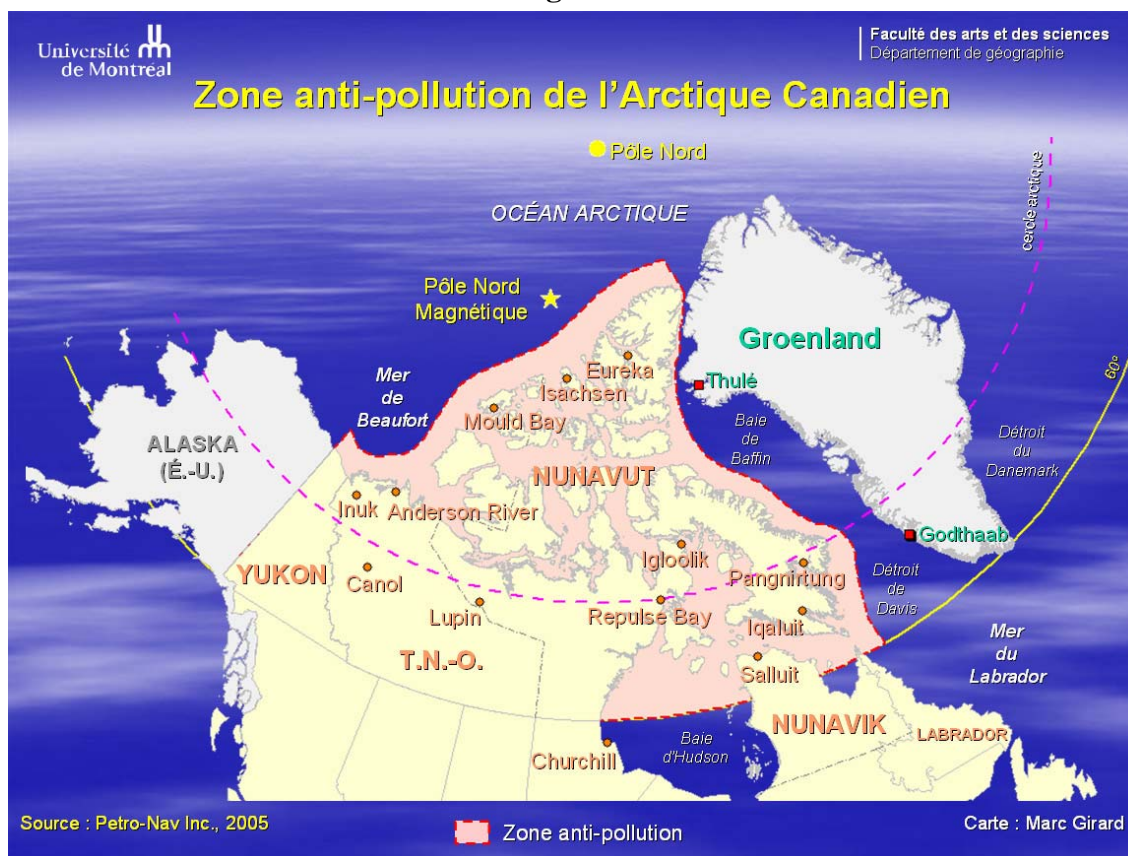 Université
de Montréal
Faculté des arts et des sciences
Département de géographie
Zone anti-pollution de l'Arctique Canadien
Pôle Nord
OCÉAN ARCTIQUE
cercle arctique
Pôle Nord
Magnétique
Groenland
Eureka
Isachsen
Thulé
60º
Mer
de
Beaufort
Mould Bay
Baie
de
Baffin
Détroit
du
Danemark
ALASKA
(É.-U.)
NUNAVUT
Inuk
Anderson River
Godthaab
Igloolik
YUKON
Canol
Pangnirtung
Détroit
de
Davis
Lupin
Repulse Bay
Iqaluit
Mer
du
Labrador
T.N.-O.
Salluit
NUNAVIK
LABRADOR
Baie
d'Hudson
Churchill
Source : Petro-Nav Inc., 2005
Zone anti-pollution
Carte : Marc Girard